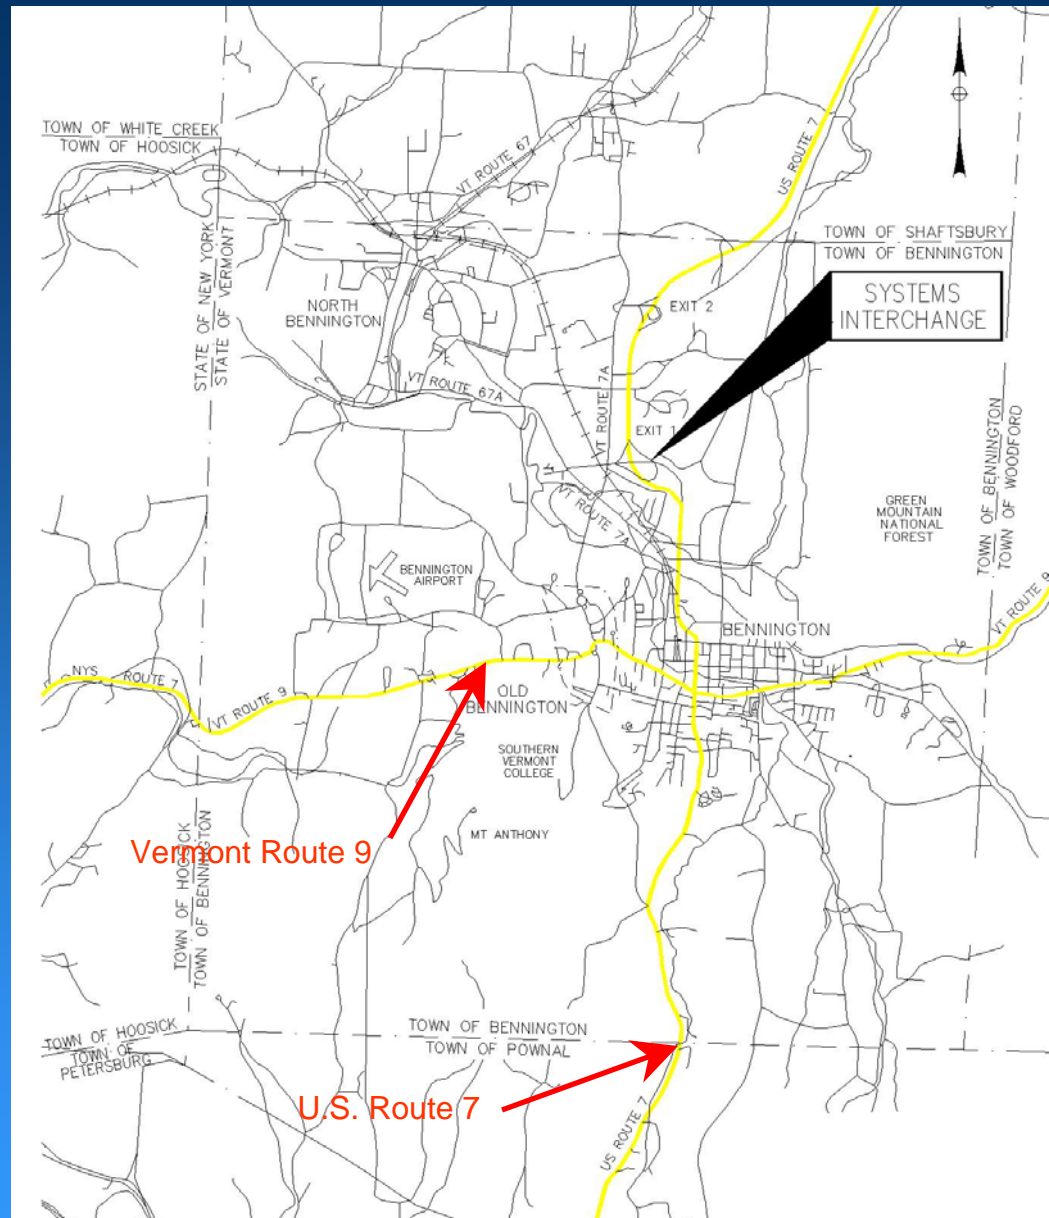 TOWN OF WHITE CREEK
TOWN OF HOOSICK
VT ROUTE 67
US ROUTE 7
STATE OF NEW YORK
STATE OF VERMONT
TOWN OF SHAFTSBURY
TOWN OF BENNINGTON
SYSTEMS
INTERCHANGE
NORTH
BENNINGTON
EXIT 2
VT ROUTE 67A
VT ROUTE 7A
EXIT 1
TOWN OF BENNINGTON
TOWN OF WOODFORD
VT ROUTE 7A
GREEN
MOUNTAIN
NATIONAL
FOREST
BENNINGTON
AIRPORT
BENNINGTON
VT ROUTE 9
NYS ROUTE 7
VT ROUTE 9
OLD
BENNINGTON
SOUTHERN
VERMONT
COLLEGE
MT ANTHONY
Vermont Route 9
TOWN OF HOOSICK
TOWN OF BENNINGTON
TOWN OF HOOSICK
TOWN OF
PETERSBURG
TOWN OF BENNINGTON
TOWN OF POWNAL
U.S. Route 7
US ROUTE 7